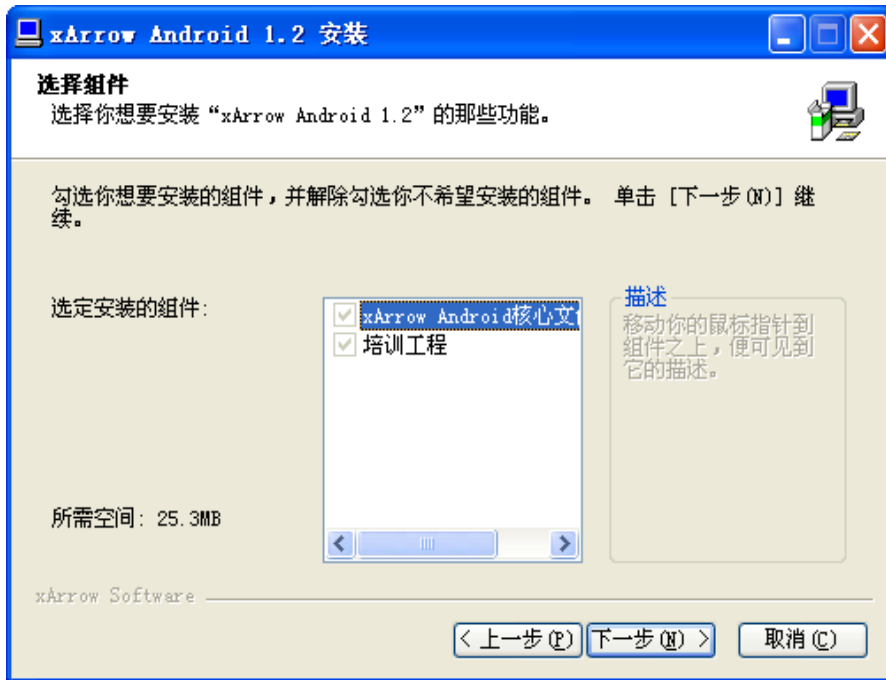 xArrow Android 1.2 安装
选择组件
选择你想要安装“xArrow Android 1.2”的那些功能。
勾选你想要安装的组件，并解除勾选你不希望安装的组件。 单击 [下一步(N)] 继
续。
选定安装的组件:
xArrow Android核心文
培训工程
描述
移动你的鼠标指针到
组件之上，便可见到
它的描述。
所需空间: 25.3MB
xArrow Software
< 上一步(P)
下一步(N) >
取消(C)